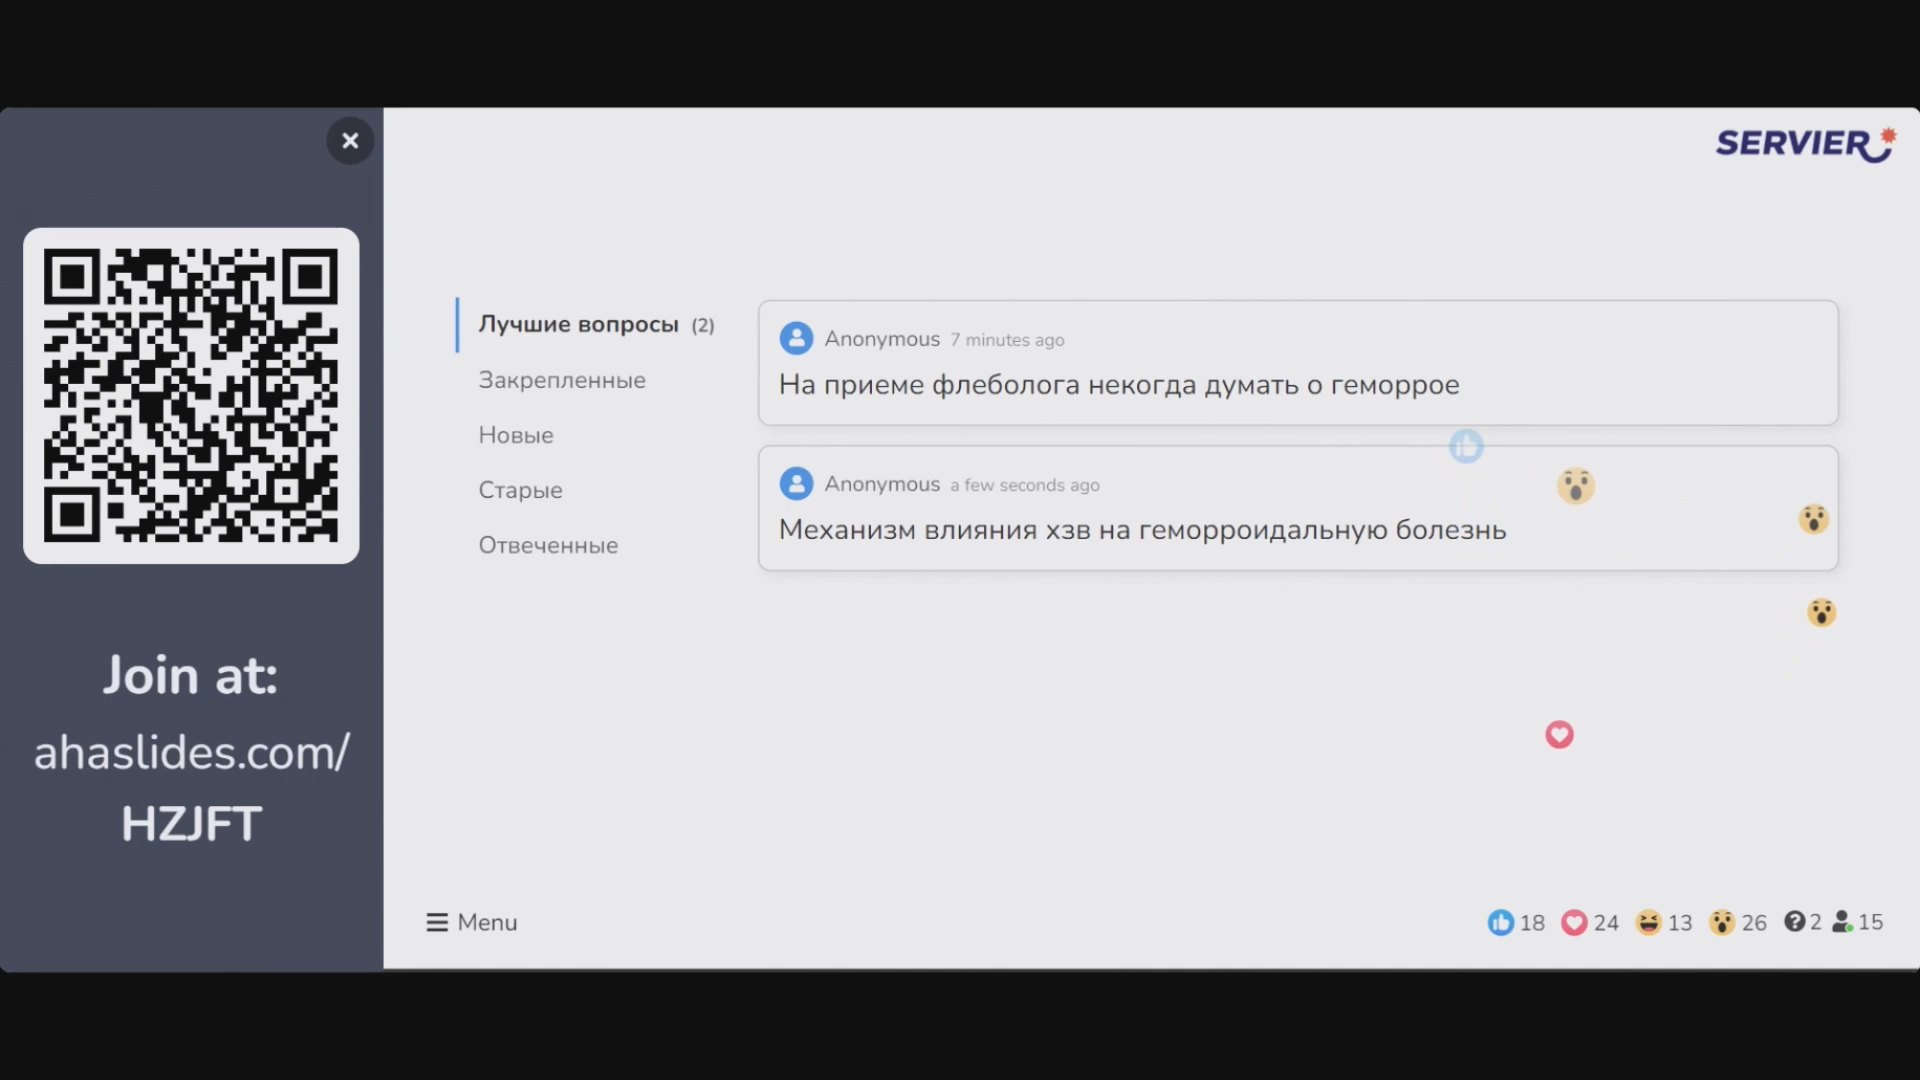 SERVIER
Join at:
ahaslides.com/
HZJFT
Лучшие вопросы (2)
Закрепленные
Новые
Старые
Отвеченные
Anonymous 7 minutes ago
На приеме флеболога некогда думать о геморрое
Anonymous a few seconds ago
Механизм влияния хзв на геморроидальную болезнь
Menu
18 24 13 26 2 15